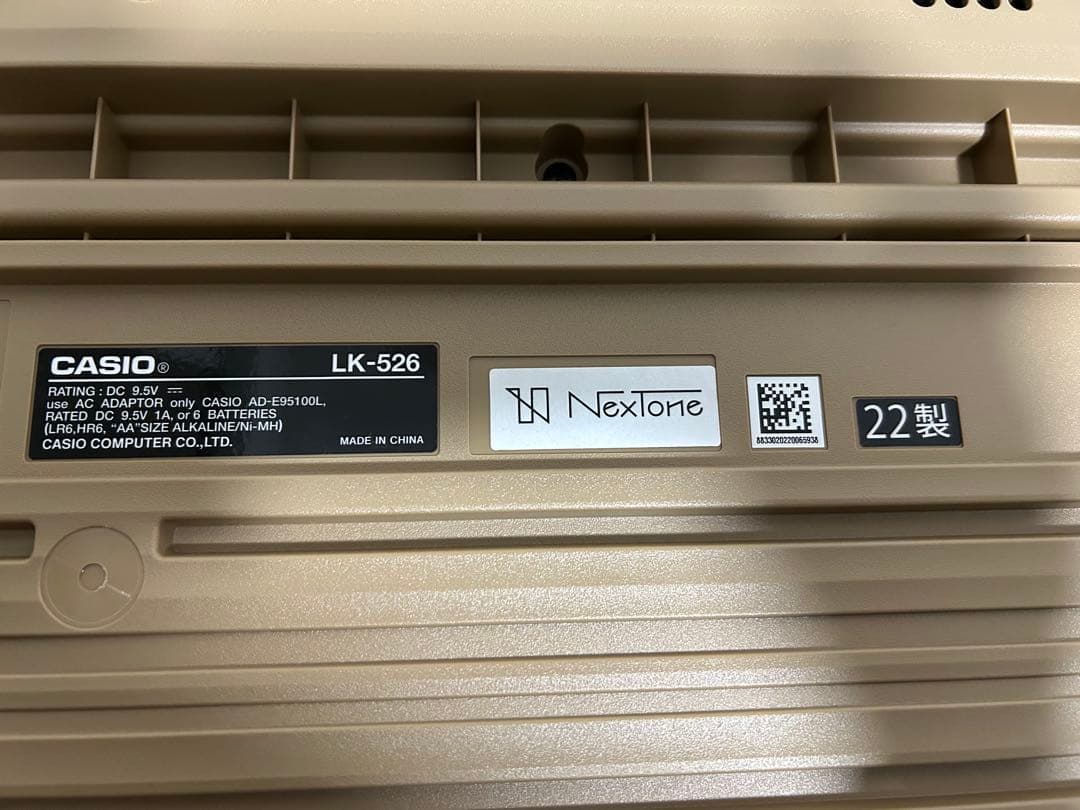 CASIO® LK-526
RATING : DC 9.5V ⎓
use AC ADAPTOR only CASIO AD-E95100L,
RATED DC 9.5V 1A, or 6 BATTERIES
(LR6,HR6, "AA"SIZE ALKALINE/Ni-MH)
CASIO COMPUTER CO.,LTD. MADE IN CHINA
NexTone
8833020220065938
22製